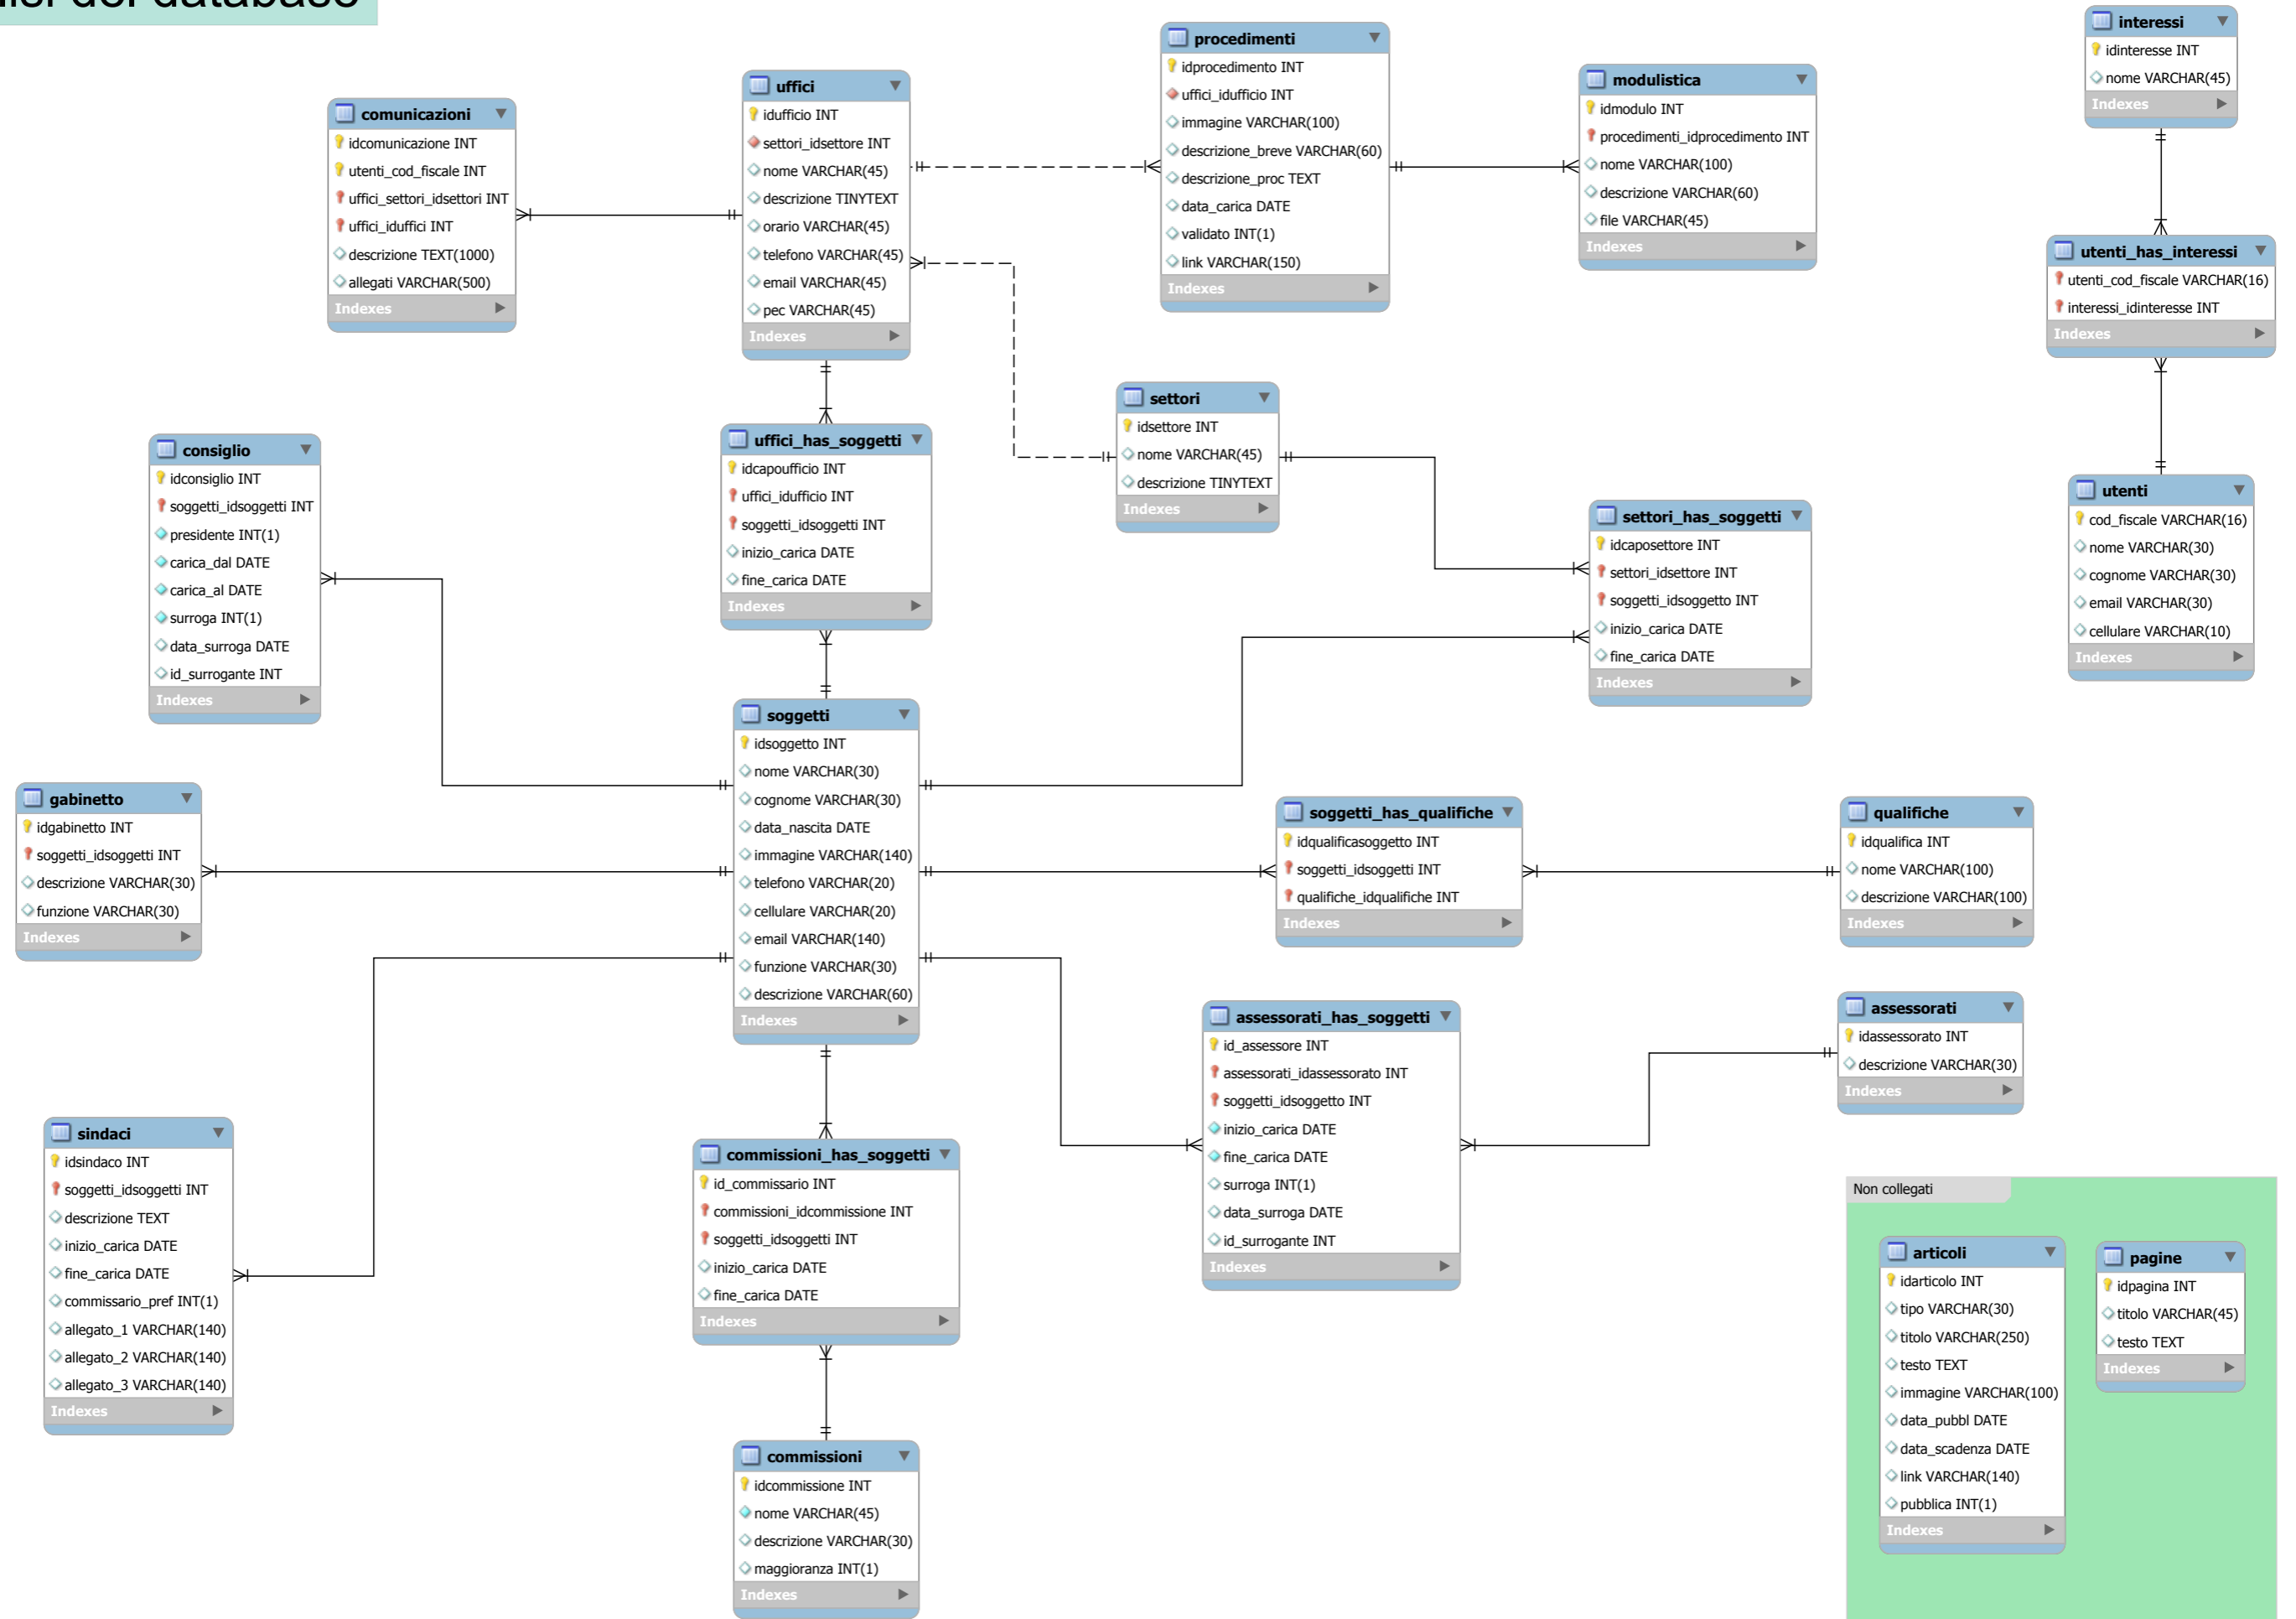 comunicazioni
idcomunicazione INT
utenti_cod_fiscale INT
uffici_settori_idsettori INT
uffici_iduffici INT
descrizione TEXT(1000)
allegati VARCHAR(500)
Indexes
uffici
idufficio INT
settori_idsettore INT
nome VARCHAR(45)
descrizione TINYTEXT
orario VARCHAR(45)
telefono VARCHAR(45)
email VARCHAR(45)
pec VARCHAR(45)
Indexes
procedimenti
idprocedimento INT
uffici_idufficio INT
immagine VARCHAR(100)
descrizione_breve VARCHAR(60)
descrizione_proc TEXT
data_carica DATE
validato INT(1)
link VARCHAR(150)
Indexes
modulistica
idmodulo INT
procedimenti_idprocedimento INT
nome VARCHAR(100)
descrizione VARCHAR(60)
file VARCHAR(45)
Indexes
interessi
idinteresse INT
nome VARCHAR(45)
Indexes
utenti_has_interessi
utenti_cod_fiscale VARCHAR(16)
interessi_idinteresse INT
Indexes
utenti
cod_fiscale VARCHAR(16)
nome VARCHAR(30)
cognome VARCHAR(30)
email VARCHAR(30)
cellulare VARCHAR(10)
Indexes
consiglio
idconsiglio INT
soggetti_idsoggetti INT
presidente INT(1)
carica_dal DATE
carica_al DATE
surroga INT(1)
data_surroga DATE
id_surrogante INT
Indexes
uffici_has_soggetti
idcapoufficio INT
uffici_idufficio INT
soggetti_idsoggetti INT
inizio_carica DATE
fine_carica DATE
Indexes
settori
idsettore INT
nome VARCHAR(45)
descrizione TINYTEXT
Indexes
settori_has_soggetti
idcaposettore INT
settori_idsettore INT
soggetti_idsoggetto INT
inizio_carica DATE
fine_carica DATE
Indexes
gabinetto
idgabinetto INT
soggetti_idsoggetti INT
descrizione VARCHAR(30)
funzione VARCHAR(30)
Indexes
soggetti
idsoggetto INT
nome VARCHAR(30)
cognome VARCHAR(30)
data_nascita DATE
immagine VARCHAR(140)
telefono VARCHAR(20)
cellulare VARCHAR(20)
email VARCHAR(140)
funzione VARCHAR(30)
descrizione VARCHAR(60)
Indexes
soggetti_has_qualifiche
idqualificasoggetto INT
soggetti_idsoggetti INT
qualifiche_idqualifiche INT
Indexes
qualifiche
idqualifica INT
nome VARCHAR(100)
descrizione VARCHAR(100)
Indexes
sindaci
idsindaco INT
soggetti_idsoggetti INT
descrizione TEXT
inizio_carica DATE
fine_carica DATE
commissario_pref INT(1)
allegato_1 VARCHAR(140)
allegato_2 VARCHAR(140)
allegato_3 VARCHAR(140)
Indexes
commissioni_has_soggetti
id_commissario INT
commissioni_idcommissione INT
soggetti_idsoggetti INT
inizio_carica DATE
fine_carica DATE
Indexes
assessorati_has_soggetti
id_assessore INT
assessorati_idassessorato INT
soggetti_idsoggetto INT
inizio_carica DATE
fine_carica DATE
surroga INT(1)
data_surroga DATE
id_surrogante INT
Indexes
assessorati
idassessorato INT
descrizione VARCHAR(30)
Indexes
commissioni
idcommissione INT
nome VARCHAR(45)
descrizione VARCHAR(30)
maggioranza INT(1)
Indexes
Non collegati
articoli
idarticolo INT
tipo VARCHAR(30)
titolo VARCHAR(250)
testo TEXT
immagine VARCHAR(100)
data_pubbl DATE
data_scadenza DATE
link VARCHAR(140)
pubblica INT(1)
Indexes
pagine
idpagina INT
titolo VARCHAR(45)
testo TEXT
Indexes